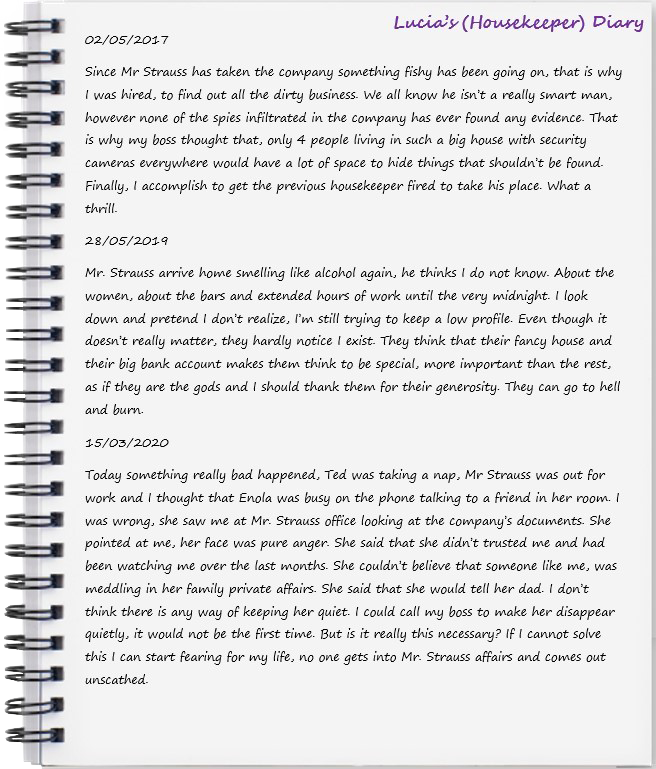 Lucia's (Housekeeper) Diary
02/05/2017
Since Mr Strauss has taken the company something fishy has been going on, that is why
I was hired, to find out all the dirty business. We all know he isn't a really smart man,
however none of the spies infiltrated in the company has ever found any evidence. That
is why my boss thought that, only 4 people living in such a big house with security
cameras everywhere would have a lot of space to hide things that shouldn't be found.
Finally, I accomplish to get the previous housekeeper fired to take his place. What a
thrill.
28/05/2019
Mr. Strauss arrive home smelling like alcohol again, he thinks I do not know. About the
women, about the bars and extended hours of work until the very midnight. I look
down and pretend I don't realize, I'm still trying to keep a low profile. Even though it
doesn't really matter, they hardly notice I exist. They think that their fancy house and
their big bank account makes them think to be special, more important than the rest,
as if they are the gods and I should thank them for their generosity. They can go to hell
and burn.
15/03/2020
Today something really bad happened, Ted was taking a nap, Mr Strauss was out for
work and I thought that Enola was busy on the phone talking to a friend in her room. I
was wrong, she saw me at Mr. Strauss office looking at the company's documents. She
pointed at me, her face was pure anger. She said that she didn't trusted me and had
been watching me over the last months. She couldn't believe that someone like me, was
meddling in her family private affairs. She said that she would tell her dad. I don't
think there is any way of keeping her quiet. I could call my boss to make her disappear
quietly, it would not be the first time. But is it really this necessary? If I cannot solve
this I can start fearing for my life, no one gets into Mr. Strauss affairs and comes out
unscathed.